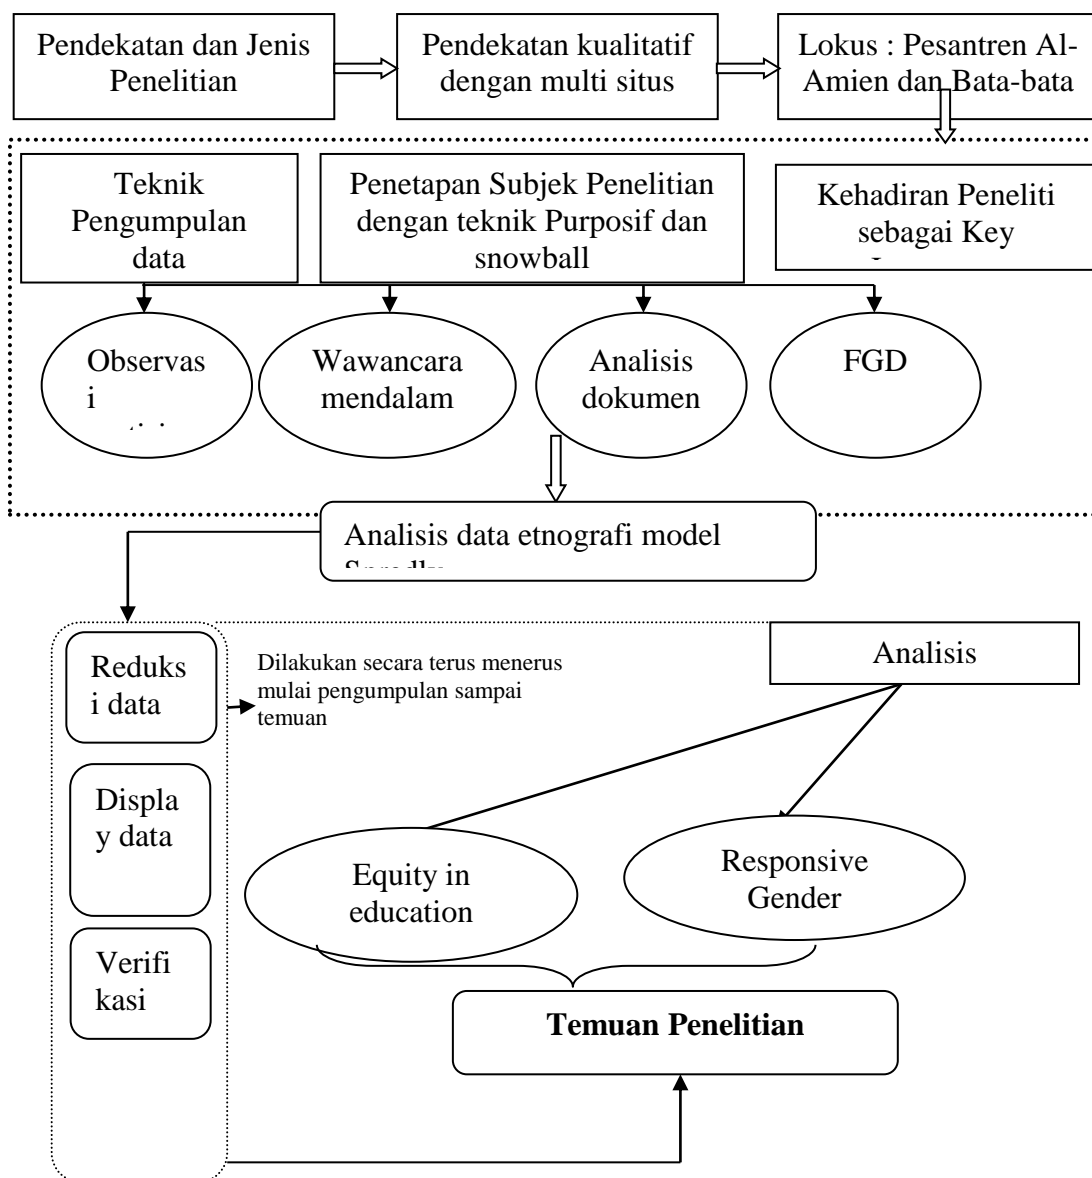 Pendekatan dan Jenis
Penelitian
Pendekatan kualitatif
dengan multi situs
Lokus : Pesantren Al-
Amien dan Bata-bata
Teknik
Pengumpulan
data
Penetapan Subjek Penelitian
dengan teknik Purposif dan
snowball
Kehadiran Peneliti
sebagai Key
Observas
i
Wawancara
mendalam
Analisis
dokumen
FGD
Analisis data etnografi model
Reduks
i data
Dilakukan secara terus menerus
mulai pengumpulan sampai
temuan
Analisis
Displa
y data
Equity in
education
Responsive
Gender
Verifi
kasi
Temuan Penelitian